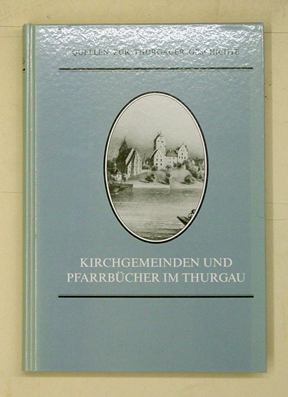 QUELLEN ZUR THURGAUER GESCHICHTE
KIRCHGEMEINDEN UND
PFARRBÜCHER IM THURGAU